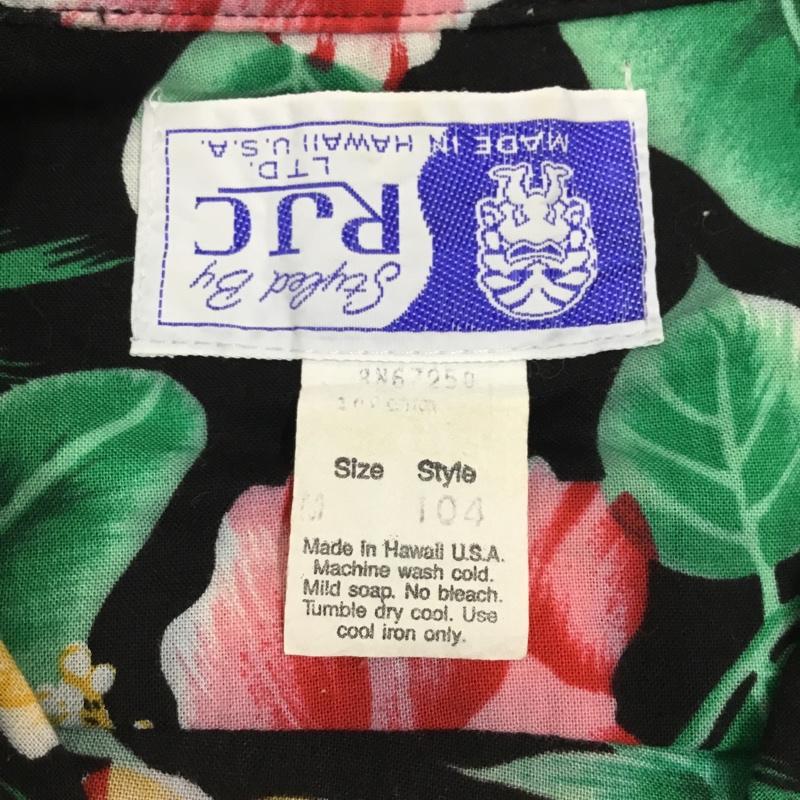 Styled By
RJC
LTD.
MADE IN HAWAII U.S.A.
RN67250
Size Style
M 104
Made in Hawaii U.S.A.
Machine wash cold.
Mild soap. No bleach.
Tumble dry cool. Use
cool iron only.